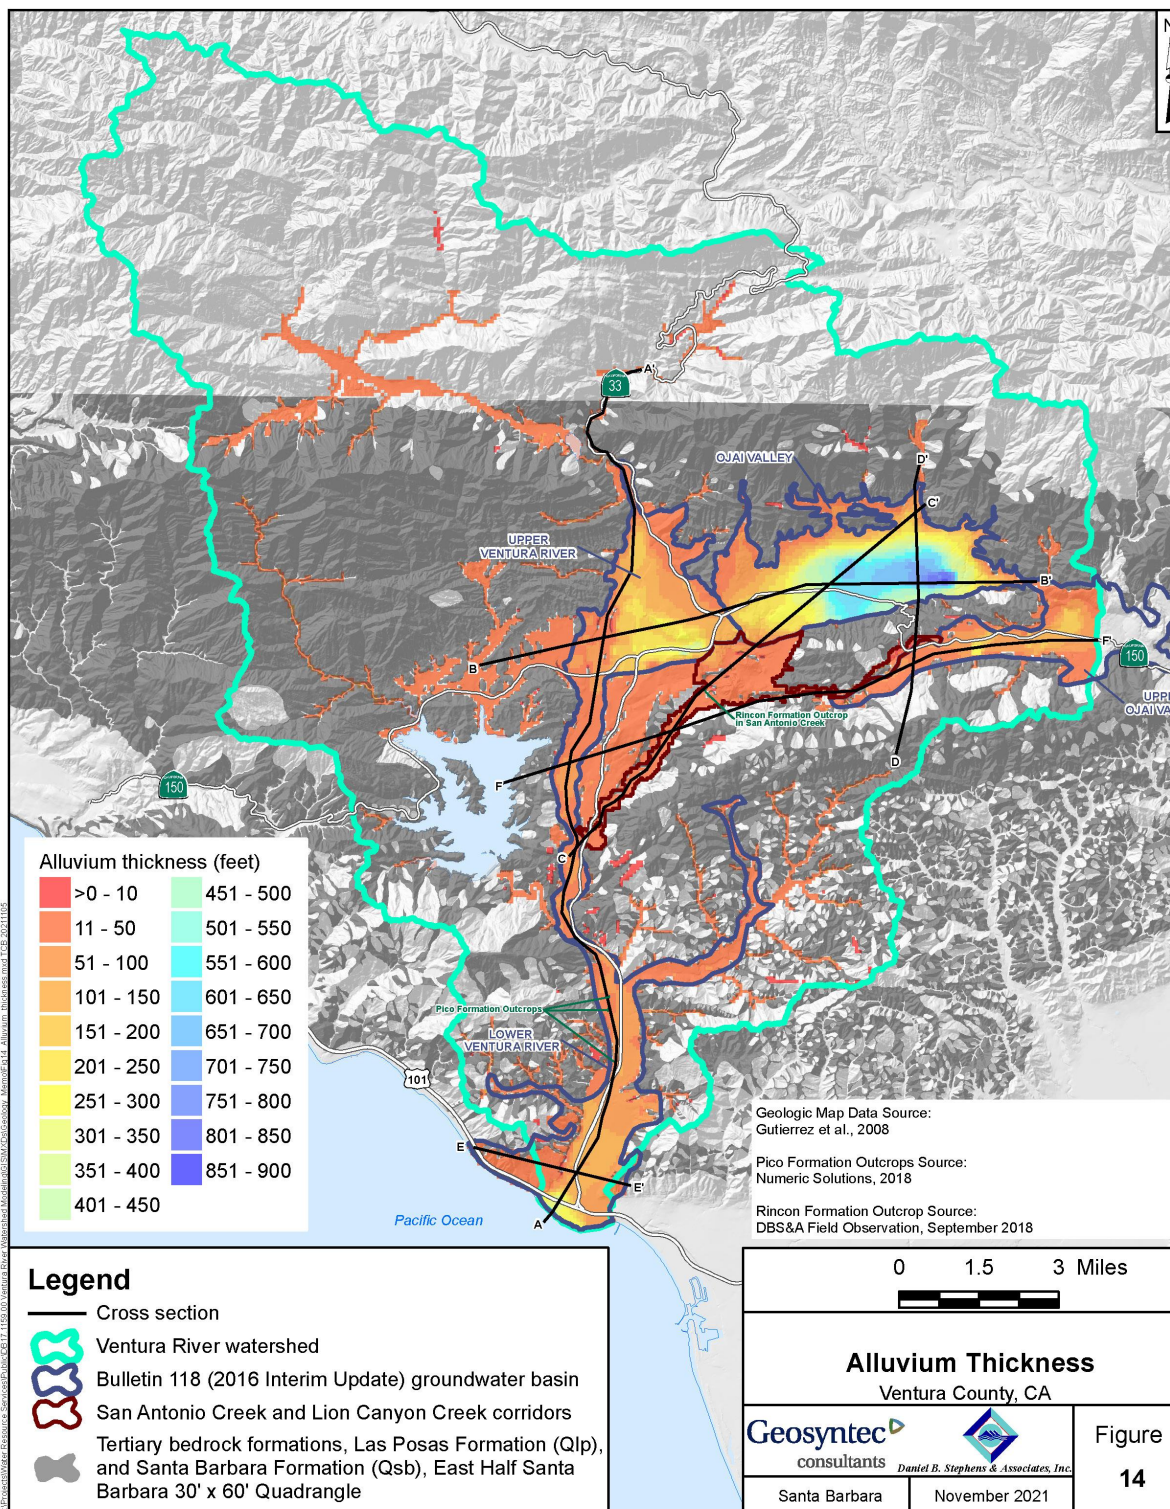 N
A'
33
D'
OJAI VALLEY
C'
UPPER
VENTURA RIVER
B'
B
F'
150
UPPE
OJAI VA
Rincon Formation Outcrop
in San Antonio Creek
D
F
150
C
Alluvium thickness (feet)
>0 - 10
11 - 50
51 - 100
101 - 150
151 - 200
201 - 250
251 - 300
301 - 350
351 - 400
401 - 450
451 - 500
501 - 550
551 - 600
601 - 650
651 - 700
701 - 750
751 - 800
801 - 850
851 - 900
Pico Formation Outcrops
LOWER
VENTURA RIVER
101
E
E'
A
Pacific Ocean
Geologic Map Data Source:
Gutierrez et al., 2008
Pico Formation Outcrops Source:
Numeric Solutions, 2018
Rincon Formation Outcrop Source:
DBS&A Field Observation, September 2018
Legend
Cross section
Ventura River watershed
Bulletin 118 (2016 Interim Update) groundwater basin
San Antonio Creek and Lion Canyon Creek corridors
Tertiary bedrock formations, Las Posas Formation (Qlp),
and Santa Barbara Formation (Qsb), East Half Santa
Barbara 30' x 60' Quadrangle
0 1.5 3 Miles
Alluvium Thickness
Ventura County, CA
Geosyntec
consultants
Daniel B. Stephens & Associates, Inc.
Santa Barbara
November 2021
Figure
14